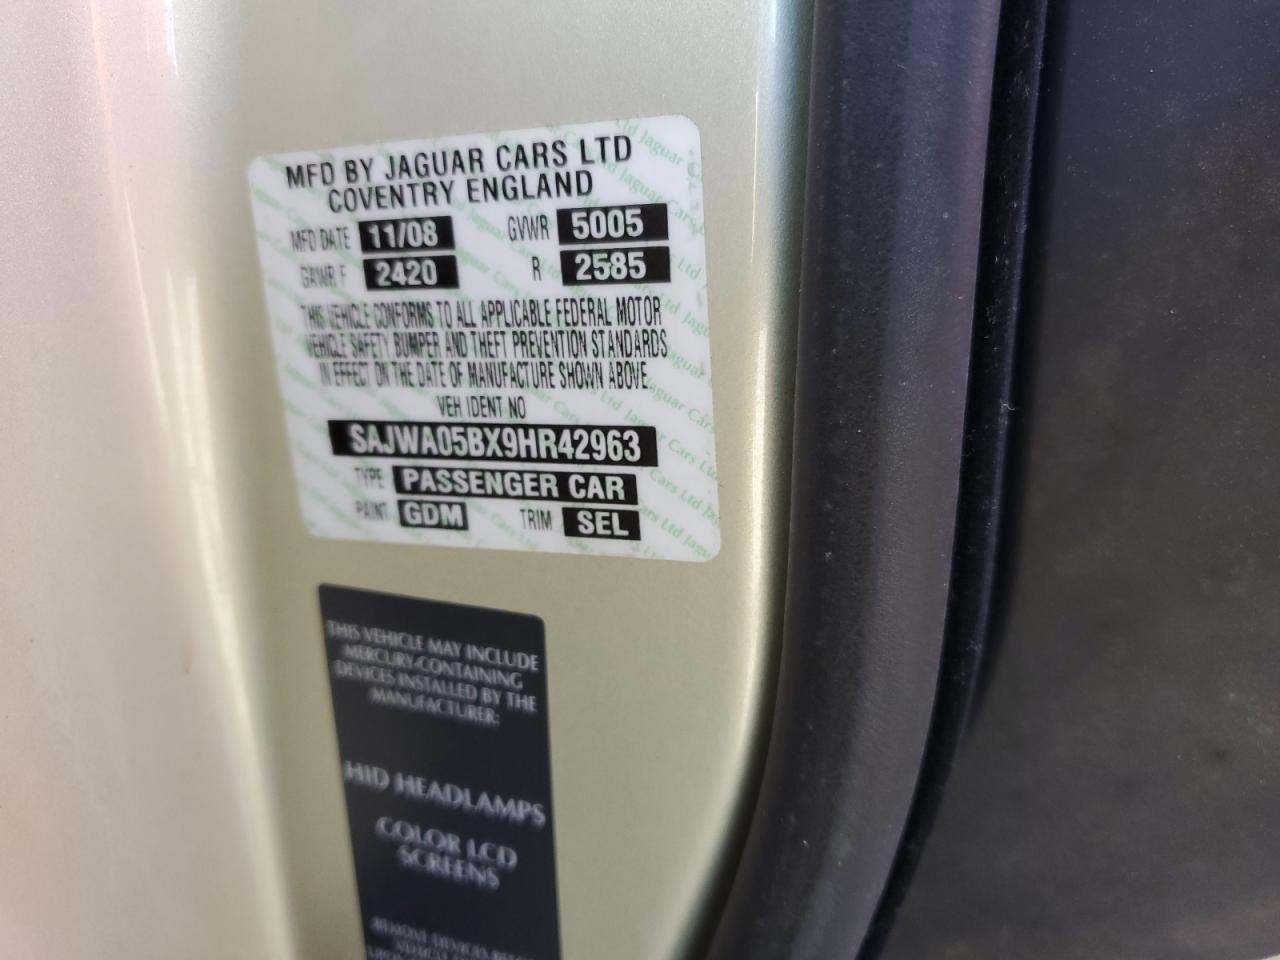 MFD BY JAGUAR CARS LTD
COVENTRY ENGLAND
MFD DATE 11/08 GVWR 5005
GAWR F 2420 R 2585
THIS VEHICLE CONFORMS TO ALL APPLICABLE FEDERAL MOTOR
VEHICLE SAFETY BUMPER AND THEFT PREVENTION STANDARDS
IN EFFECT ON THE DATE OF MANUFACTURE SHOWN ABOVE.
VEH IDENT NO
SAJWA05BX9HR42963
TYPE PASSENGER CAR
PAINT GDM TRIM SEL
THIS VEHICLE MAY INCLUDE
MERCURY-CONTAINING
DEVICES INSTALLED BY THE
MANUFACTURER:
HID HEADLAMPS
COLOR LCD
SCREENS
REMOVE DEVICES
VEHICLE